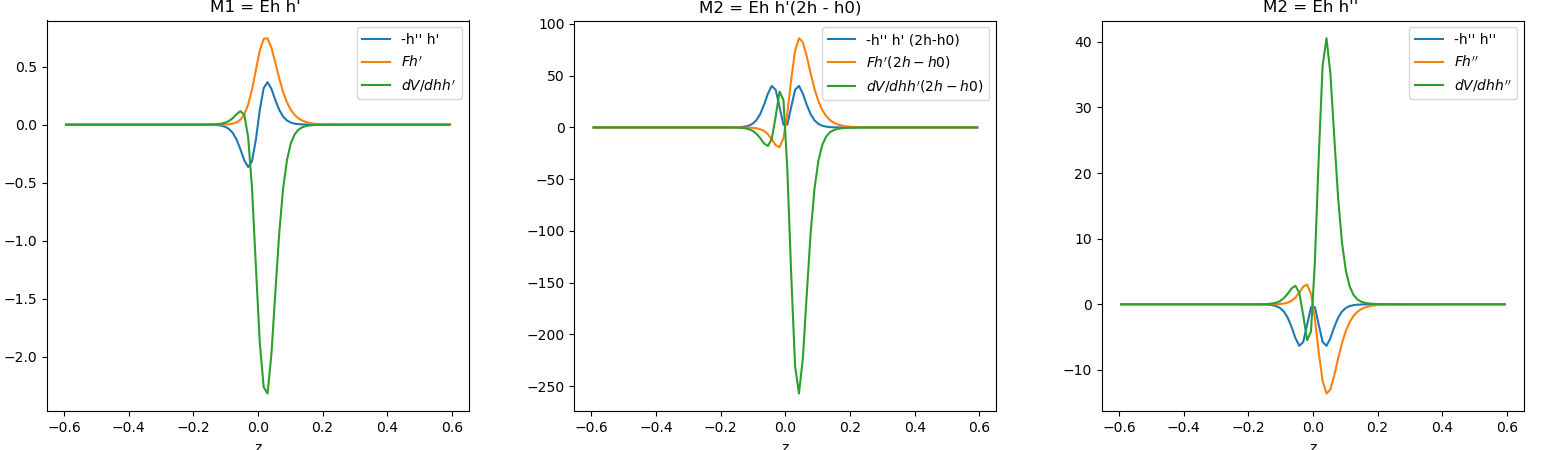 M1 = Eh h'
-h'' h'
Fh′
dV/dhh′
0.5
0.0
−0.5
−1.0
−1.5
−2.0
−0.6 −0.4 −0.2 0.0 0.2 0.4 0.6
z
M2 = Eh h'(2h - h0)
-h'' h' (2h-h0)
Fh′(2h − h0)
dV/dhh′(2h − h0)
100
50
0
−50
−100
−150
−200
−250
−0.6 −0.4 −0.2 0.0 0.2 0.4 0.6
z
M2 = Eh h''
-h'' h''
Fh′′
dV/dhh′′
40
30
20
10
0
−10
−0.6 −0.4 −0.2 0.0 0.2 0.4 0.6
z